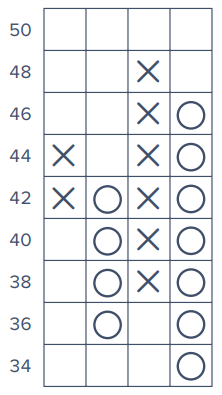 50
48 X
46 X O
44 X X O
42 X O X O
40 O X O
38 O X O
36 O O
34 O